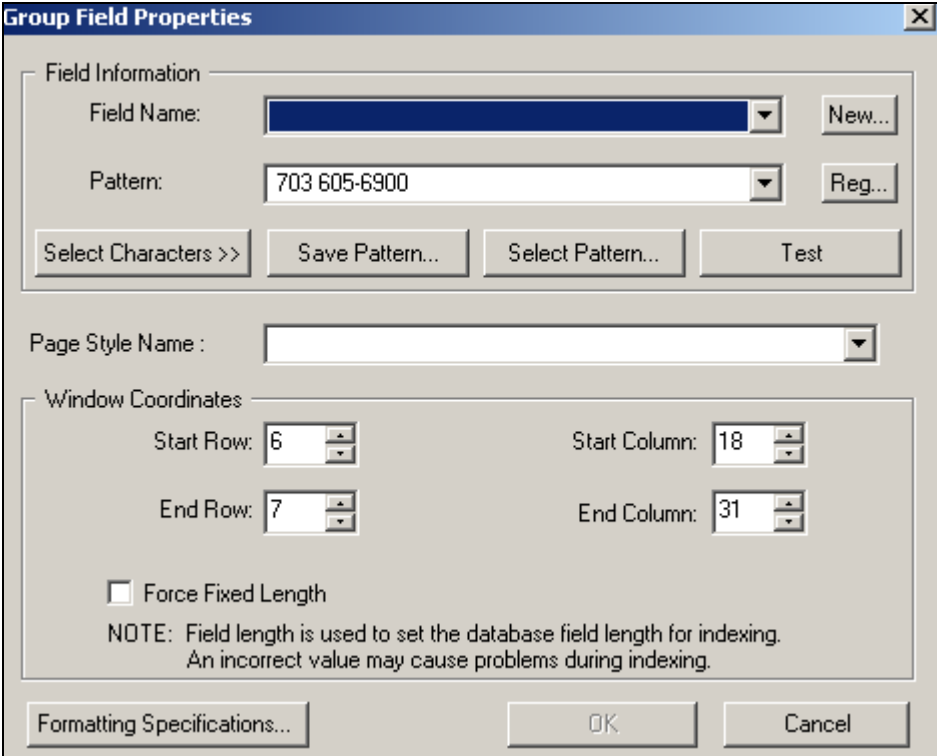 Group Field Properties
Field Information
Field Name:
New...
Pattern:
703 605-6900
Reg...
Select Characters >>
Save Pattern...
Select Pattern...
Test
Page Style Name :
Window Coordinates
Start Row: 6
Start Column: 18
End Row: 7
End Column: 31
Force Fixed Length
NOTE: Field length is used to set the database field length for indexing.
An incorrect value may cause problems during indexing.
Formatting Specifications...
OK
Cancel